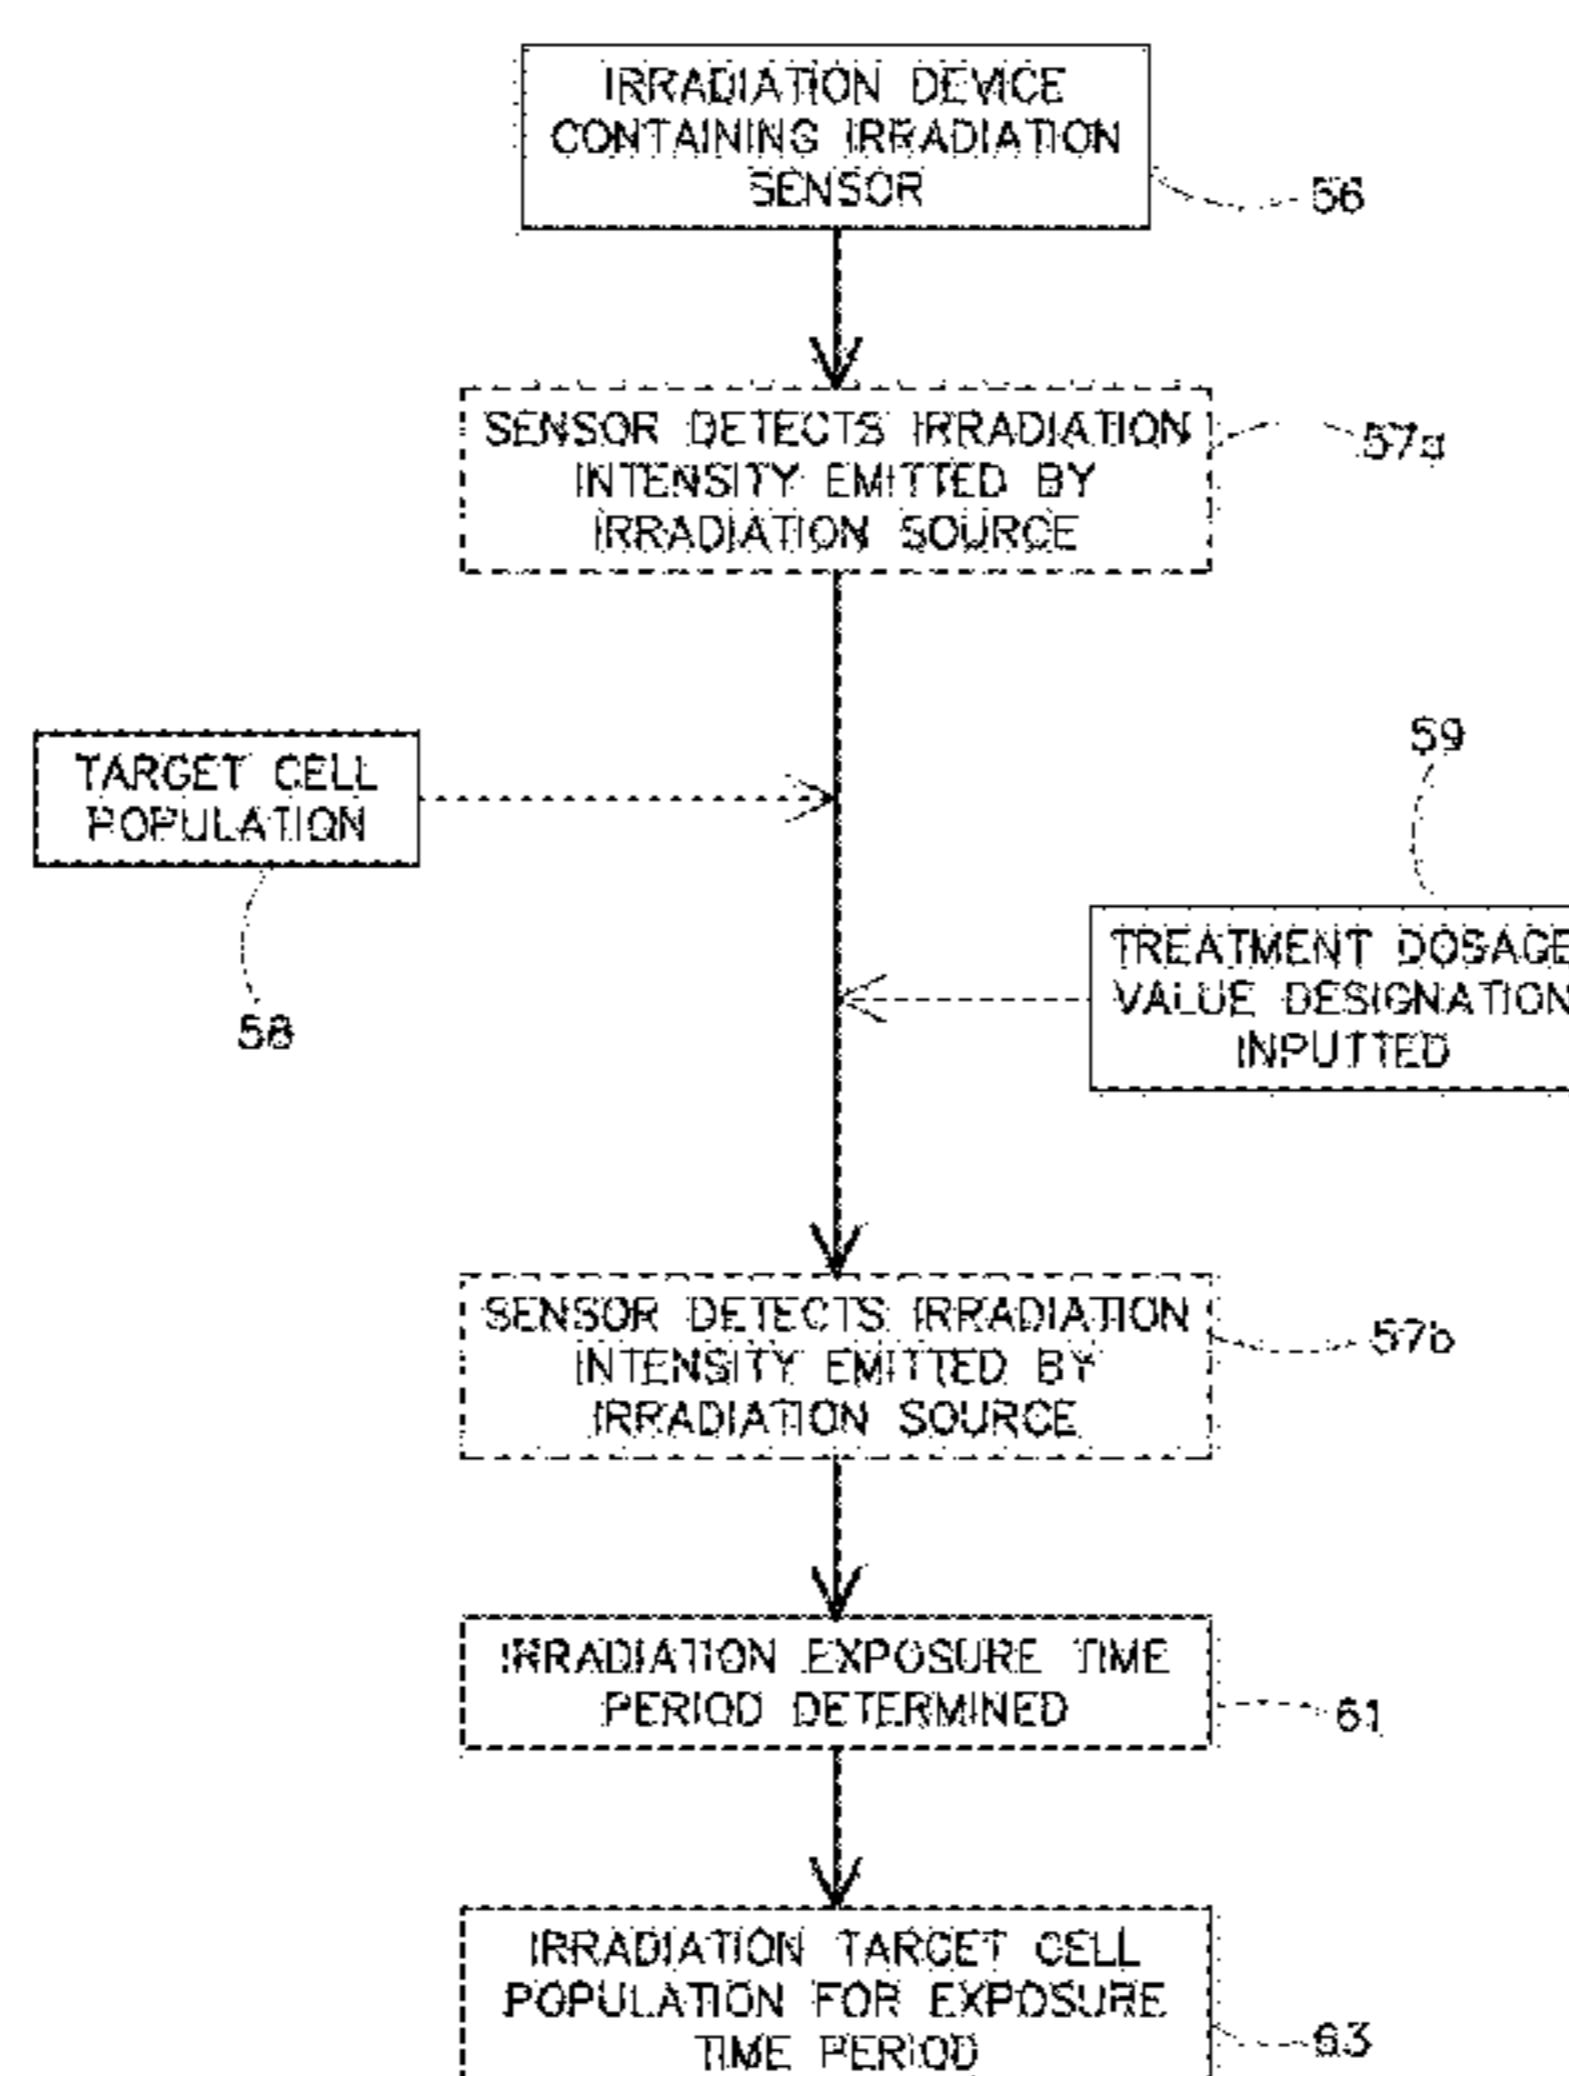 IRRADIATION DEVICE
CONTAINING IRRADIATION
SENSOR
56
SENSOR DETECTS IRRADIATION
INTENSITY EMITTED BY
IRRADIATION SOURCE
57a
TARGET CELL
POPULATION
58
59
TREATMENT DOSAGE
VALUE DESIGNATION
INPUTTED
SENSOR DETECTS IRRADIATION
INTENSITY EMITTED BY
IRRADIATION SOURCE
57b
IRRADIATION EXPOSURE TIME
PERIOD DETERMINED
61
IRRADIATION TARGET CELL
POPULATION FOR EXPOSURE
TIME PERIOD
63